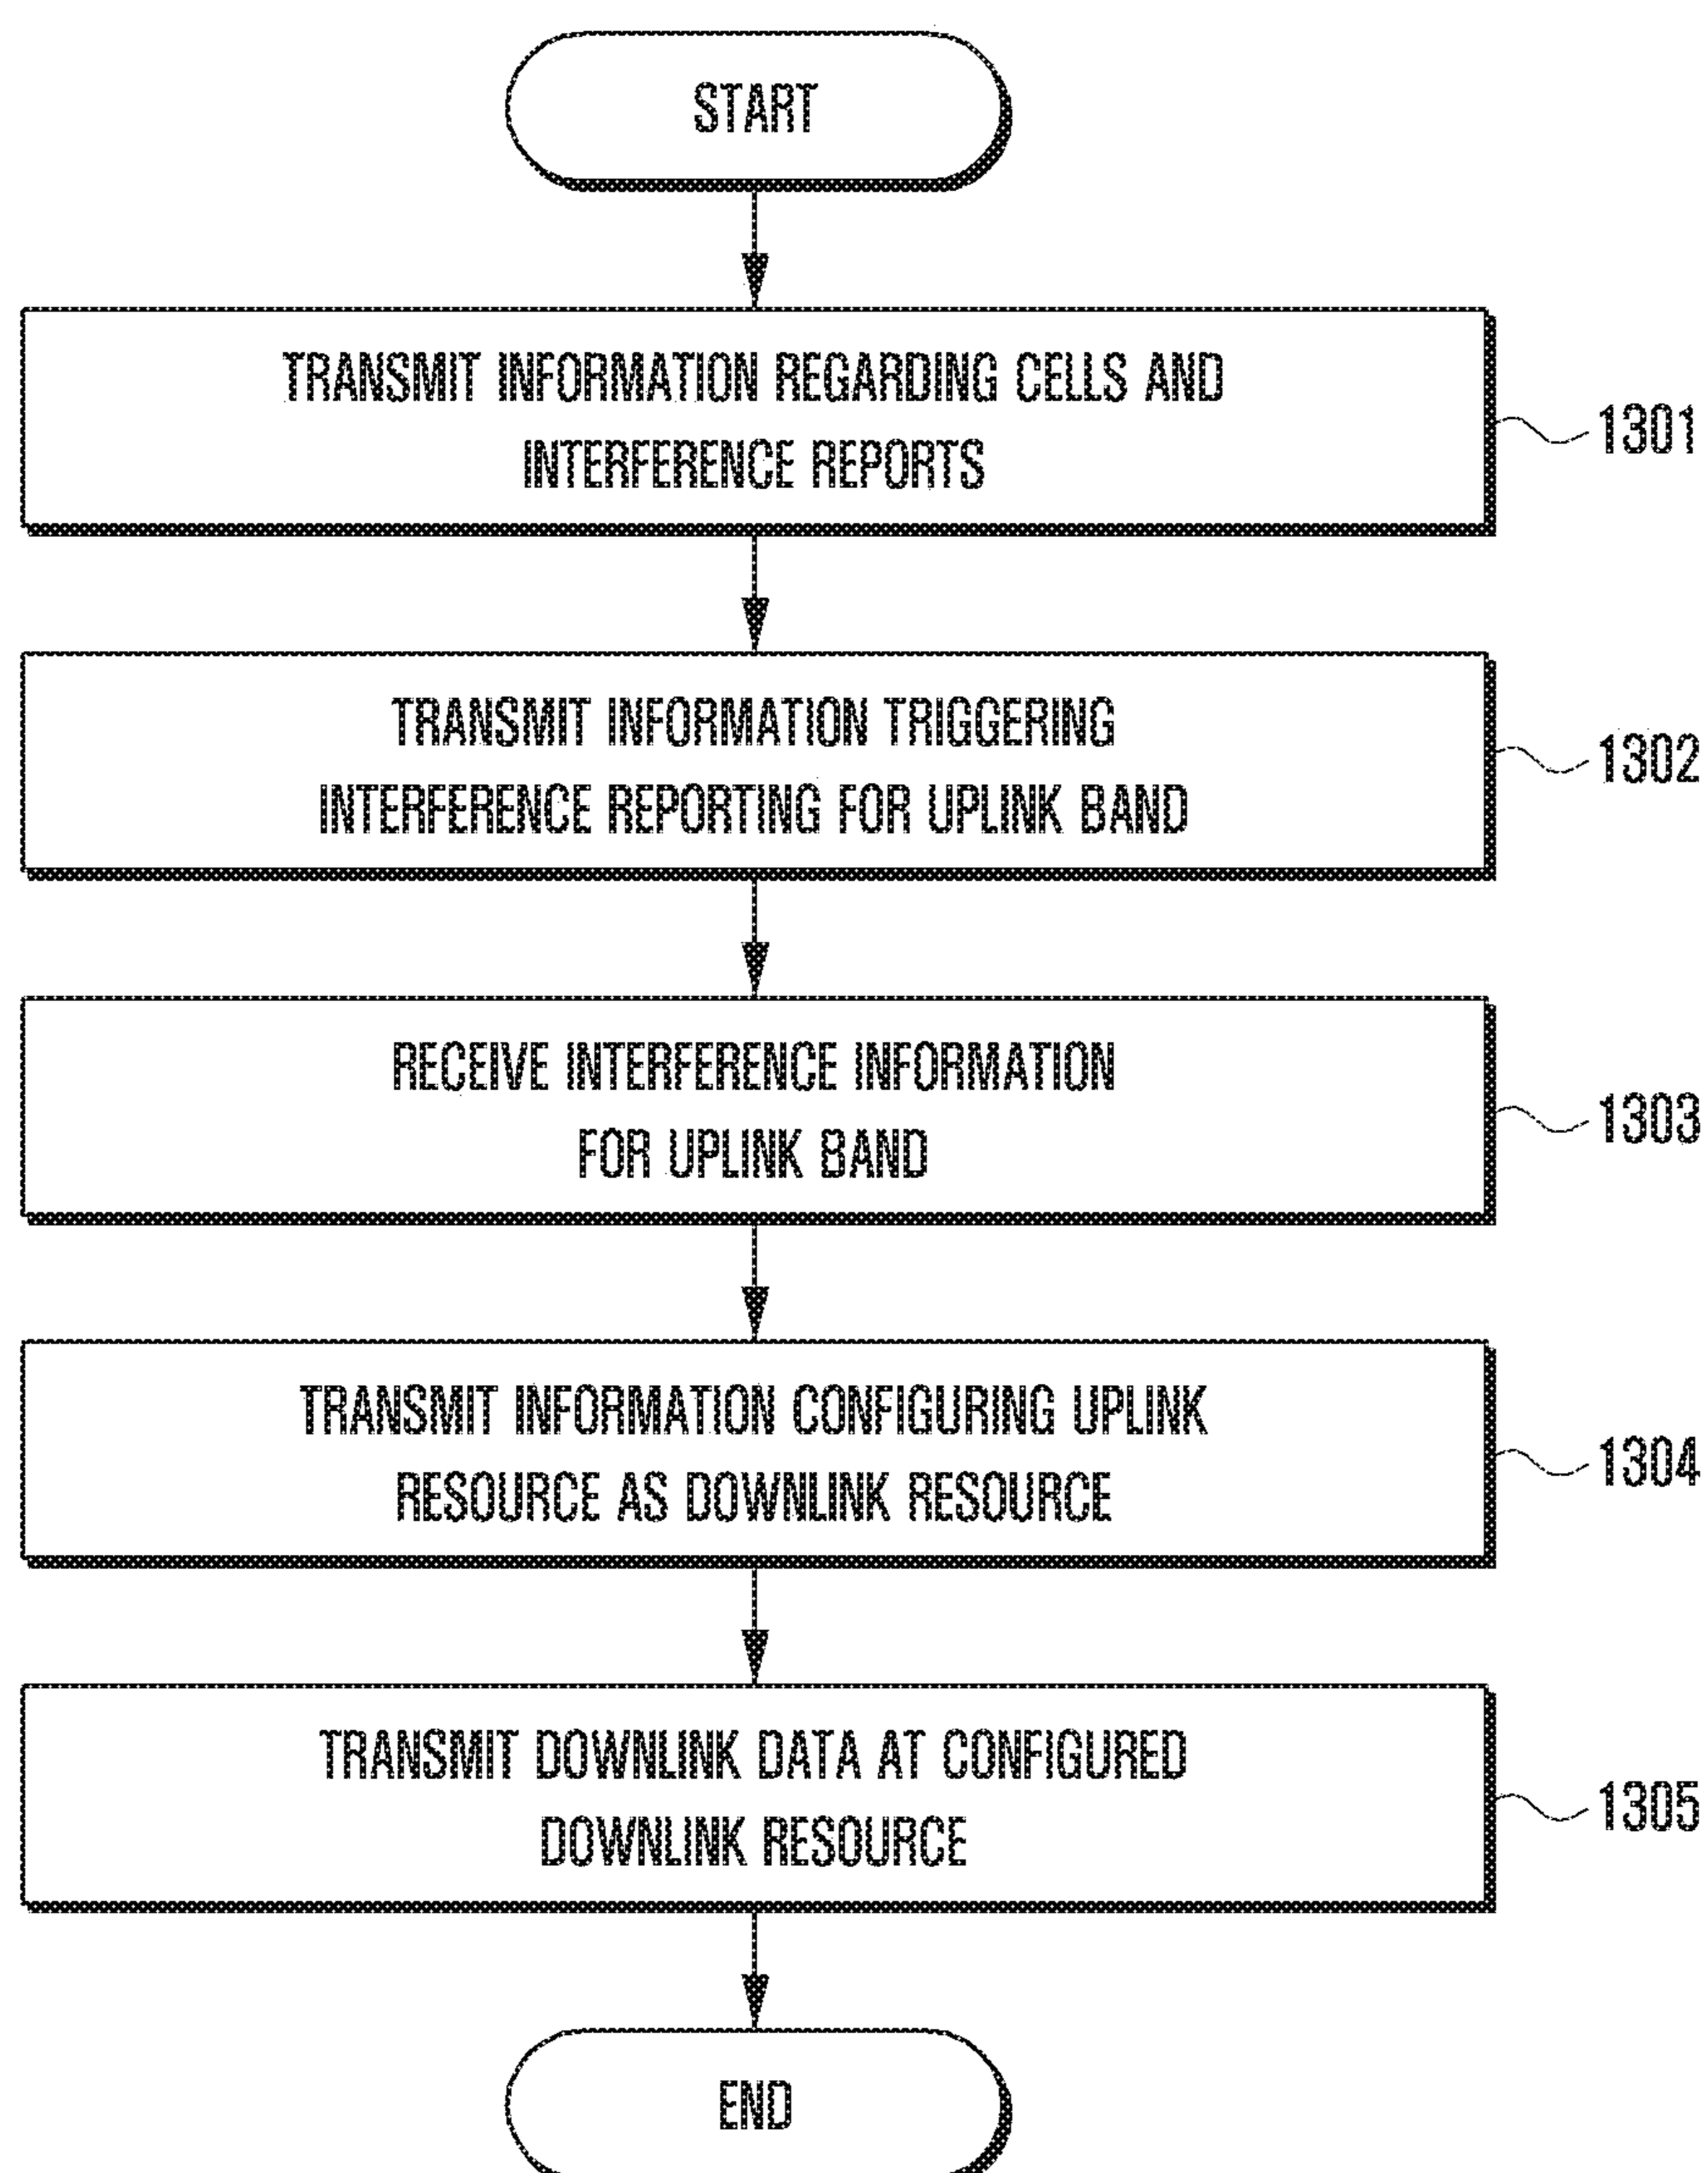 START
TRANSMIT INFORMATION REGARDING CELLS AND
INTERFERENCE REPORTS
1301
TRANSMIT INFORMATION TRIGGERING
INTERFERENCE REPORTING FOR UPLINK BAND
1302
RECEIVE INTERFERENCE INFORMATION
FOR UPLINK BAND
1303
TRANSMIT INFORMATION CONFIGURING UPLINK
RESOURCE AS DOWNLINK RESOURCE
1304
TRANSMIT DOWNLINK DATA AT CONFIGURED
DOWNLINK RESOURCE
1305
END